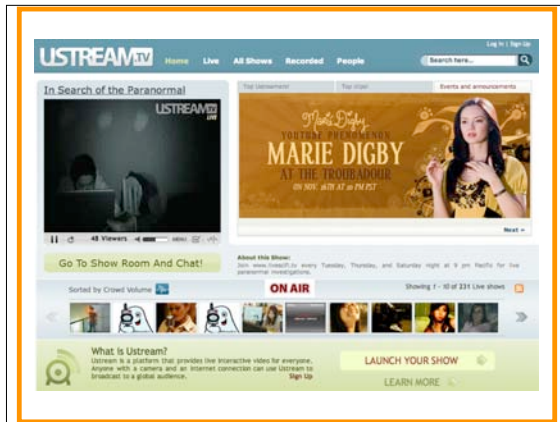 Log In | Sign Up
USTREAM.TV Home Live All Shows Recorded People Search here...
In Search of the Paranormal
Events and announcements
USTREAM.TV
LIVE
Maríe Digby
YOUTUBE PHENOMENON
MARIE DIGBY
AT THE TROUBADOUR
ON NOV. 16TH AT 10 PM PST
48 Viewers MENU
Next
Go To Show Room And Chat!
About this Show:
Join www.livescifi.tv every Tuesday, Thursday, and Saturday night at 9 pm Pacific for live
paranormal investigations.
Sorted by Crowd Volume ON AIR Showing 1 - 10 of 231 Live shows
What Is Ustream?
Ustream is a platform that provides live interactive video for everyone.
Anyone with a camera and an internet connection can use Ustream to
broadcast to a global audience. Sign Up
LAUNCH YOUR SHOW
LEARN MORE